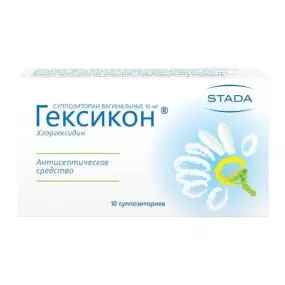 STADA
СУППОЗИТОРИИ ВАГИНАЛЬНЫЕ 16 мг
Гексикон®
Хлоргексидин
Антисептическое
средство
10 суппозиториев